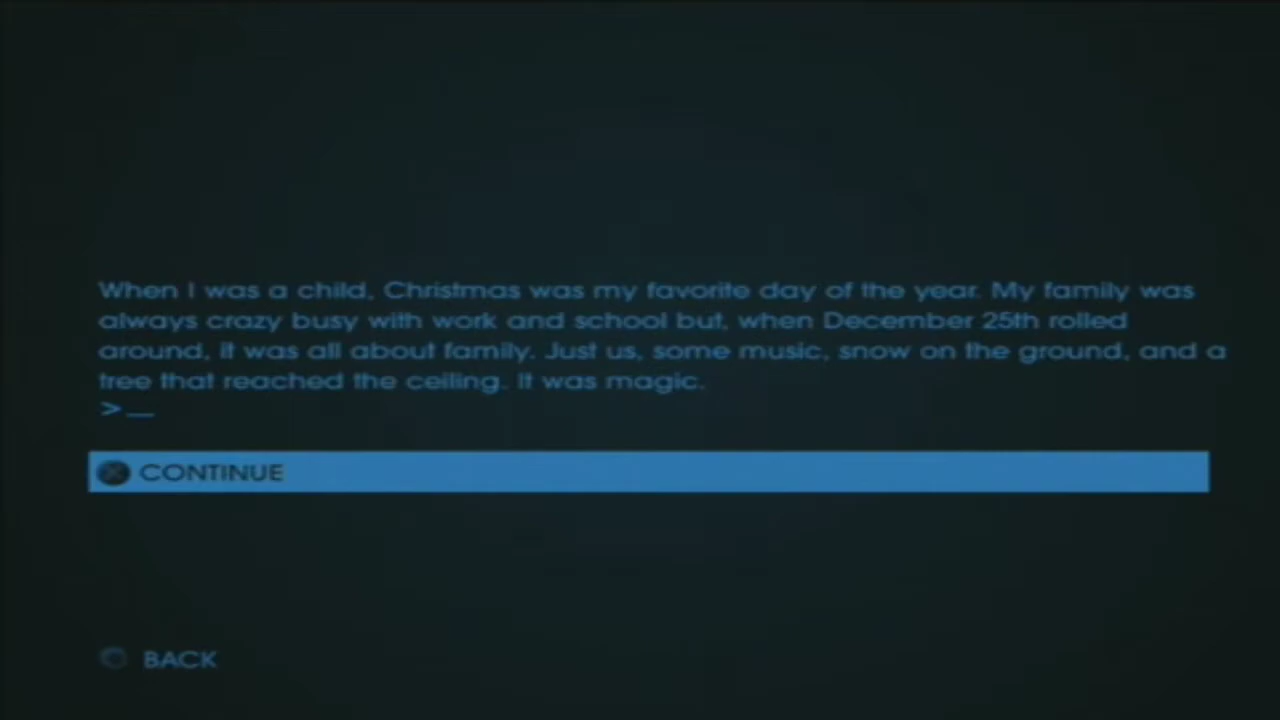 When I was a child, Christmas was my favorite day of the year. My family was
always crazy busy with work and school but, when December 25th rolled
around, it was all about family. Just us, some music, snow on the ground, and a
tree that reached the ceiling. It was magic.
>__
CONTINUE
BACK